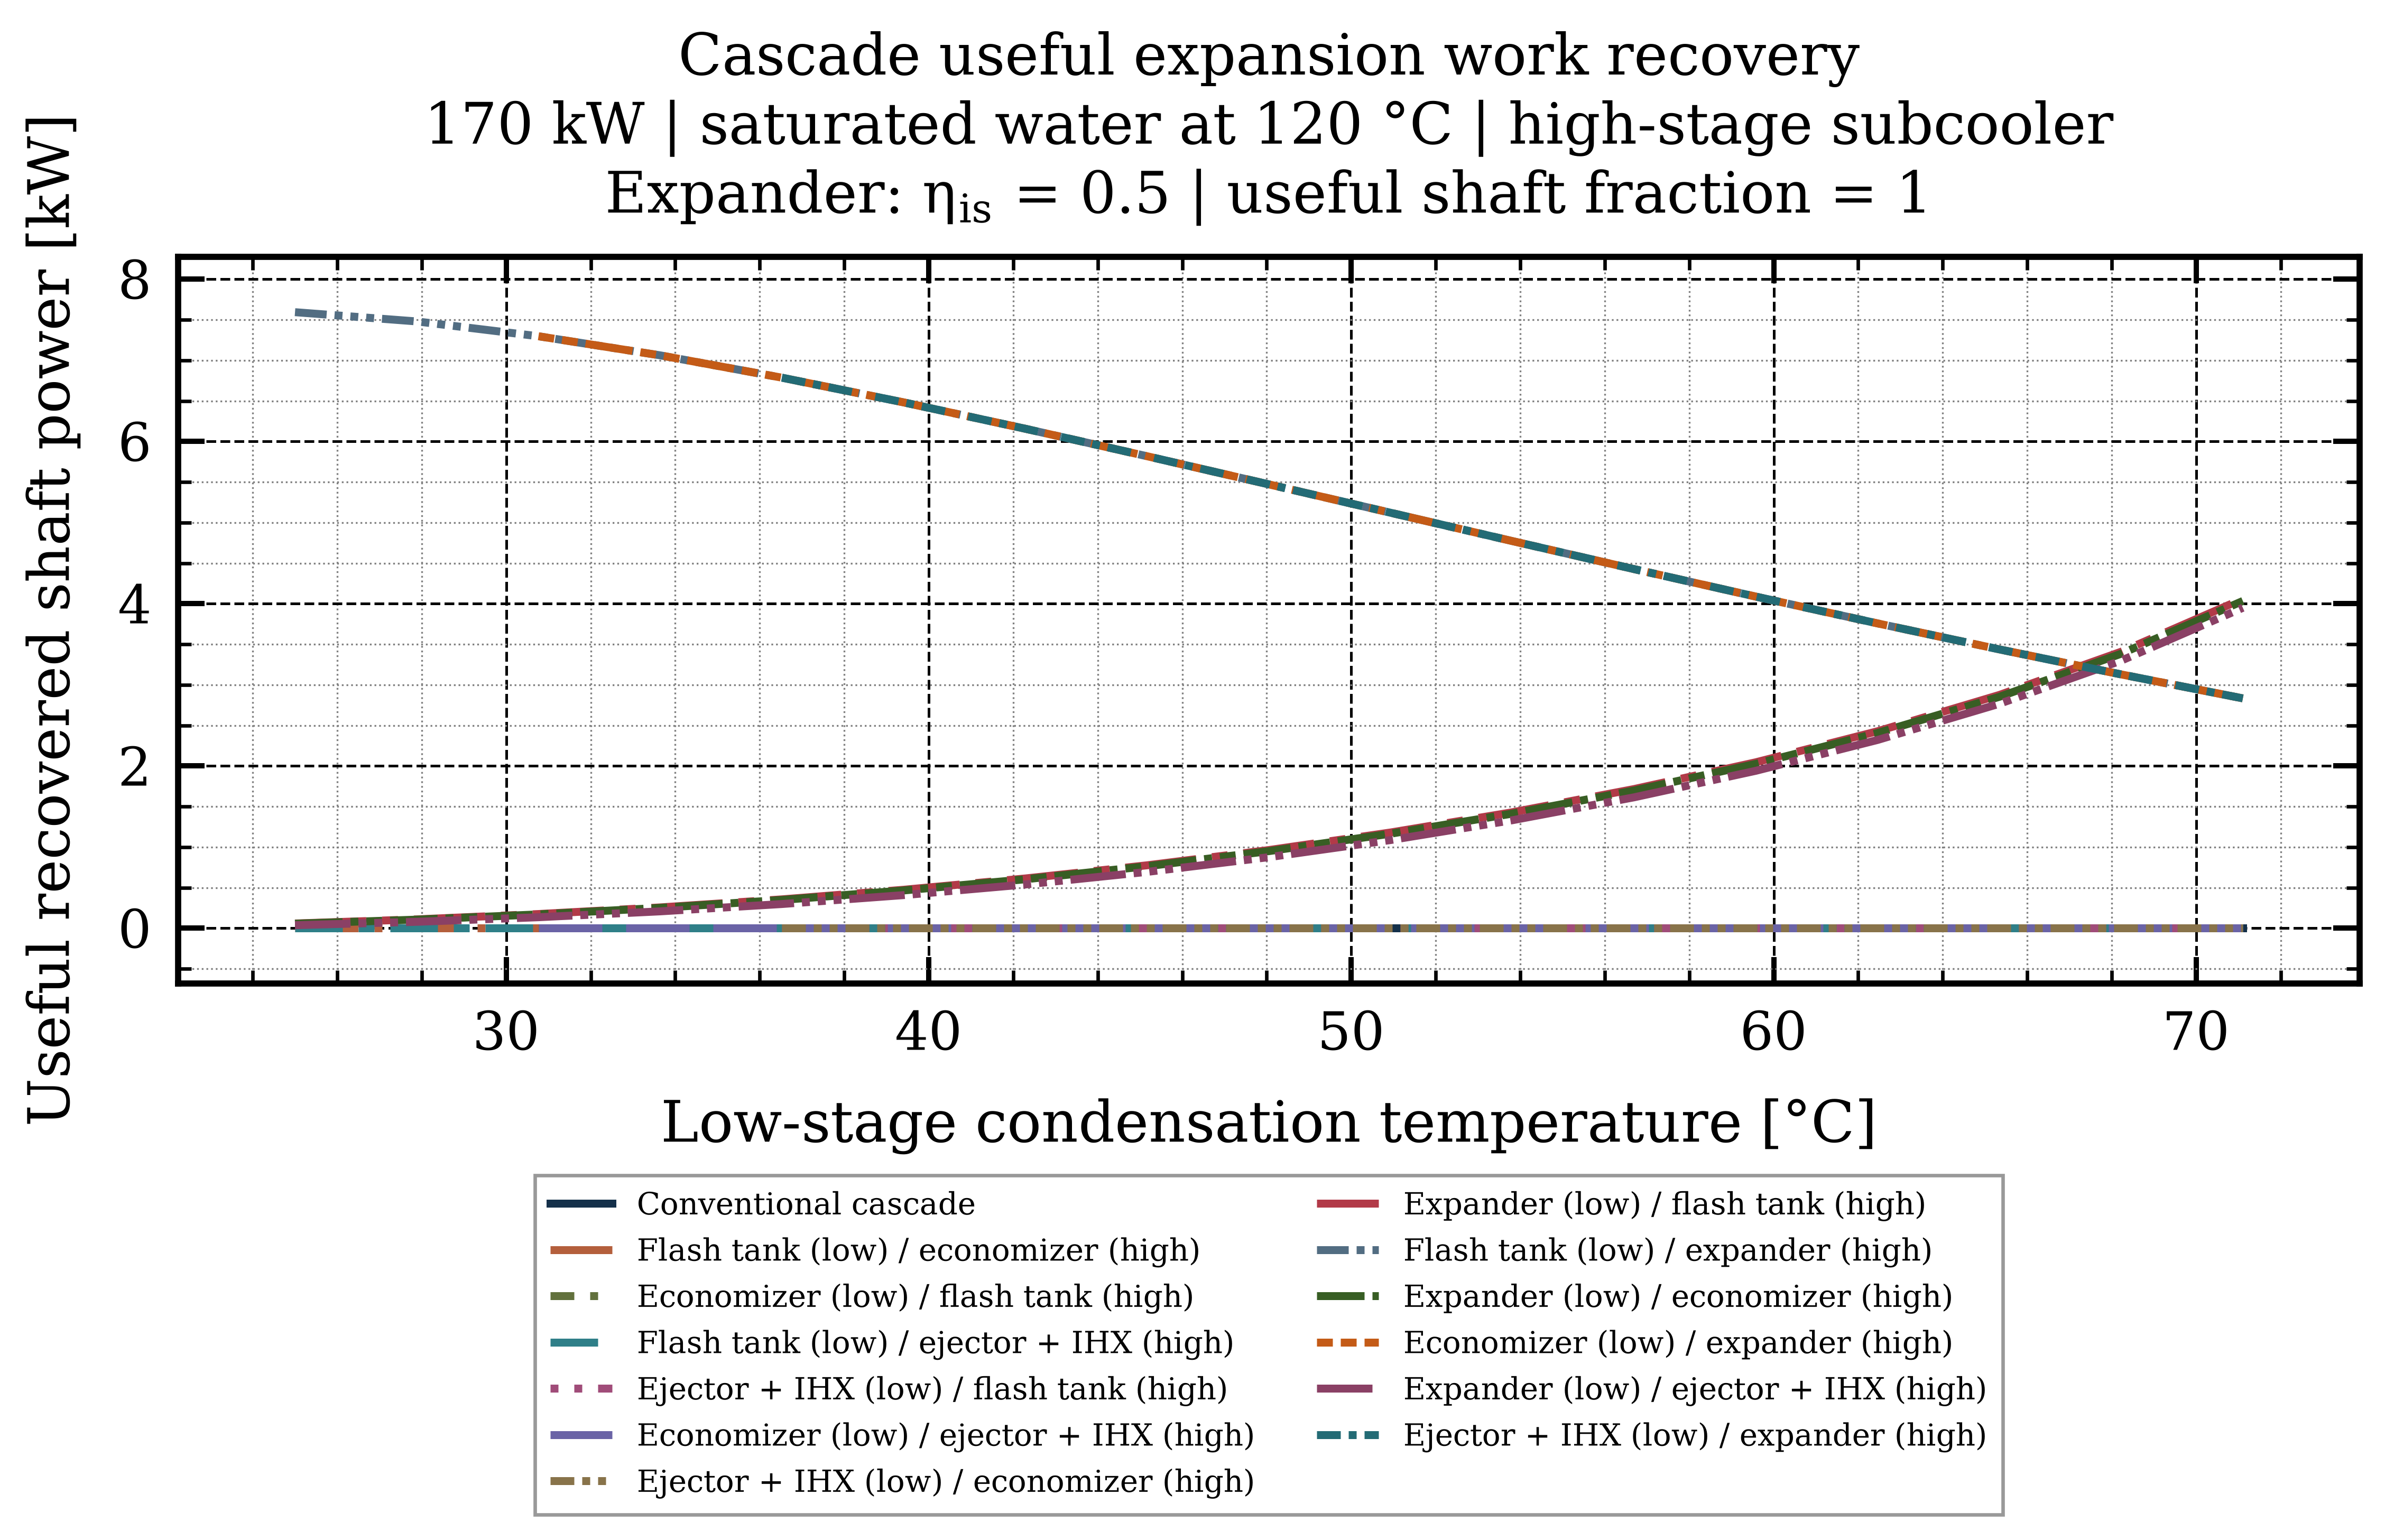 Cascade useful expansion work recovery
170 kW | saturated water at 120 °C | high-stage subcooler
Expander: ηis = 0.5 | useful shaft fraction = 1
Useful recovered shaft power [kW]
8
6
4
2
0
30 40 50 60 70
Low-stage condensation temperature [°C]
Conventional cascade
Flash tank (low) / economizer (high)
Economizer (low) / flash tank (high)
Flash tank (low) / ejector + IHX (high)
Ejector + IHX (low) / flash tank (high)
Economizer (low) / ejector + IHX (high)
Ejector + IHX (low) / economizer (high)
Expander (low) / flash tank (high)
Flash tank (low) / expander (high)
Expander (low) / economizer (high)
Economizer (low) / expander (high)
Expander (low) / ejector + IHX (high)
Ejector + IHX (low) / expander (high)